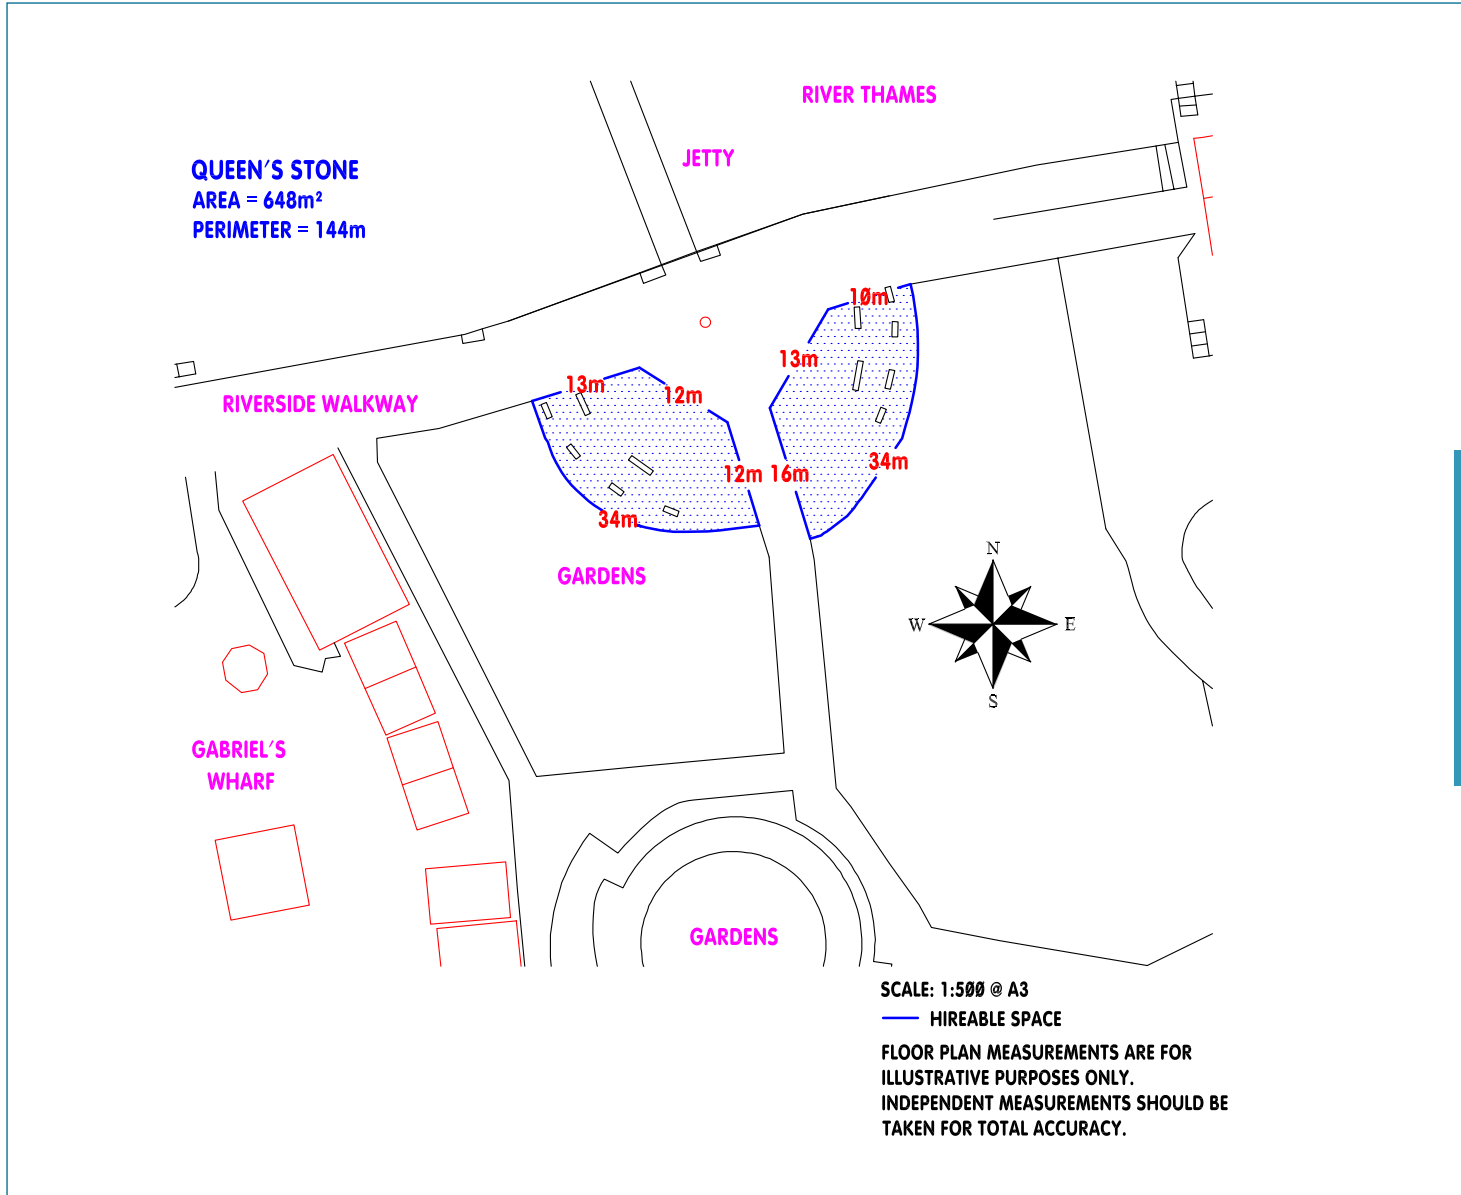 RIVER THAMES
JETTY
QUEEN'S STONE
AREA = 648m²
PERIMETER = 144m
10m
13m
13m
12m
RIVERSIDE WALKWAY
34m
12m
16m
34m
GARDENS
N
W
E
S
GABRIEL'S
WHARF
GARDENS
SCALE: 1:500 @ A3
HIREABLE SPACE
FLOOR PLAN MEASUREMENTS ARE FOR
ILLUSTRATIVE PURPOSES ONLY.
INDEPENDENT MEASUREMENTS SHOULD BE
TAKEN FOR TOTAL ACCURACY.